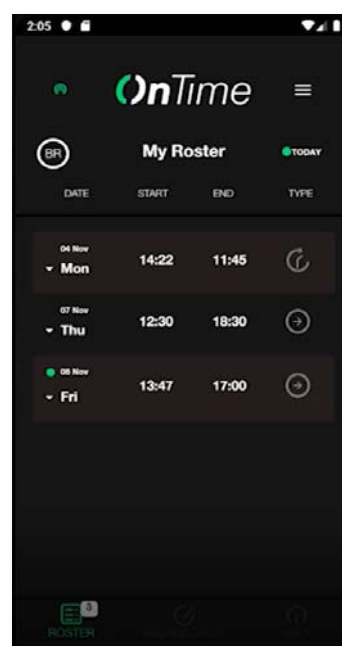 2:05
OnTime
BR My Roster TODAY
DATE START END TYPE
04 Nov
Mon 14:22 11:45
07 Nov
Thu 12:30 18:30
08 Nov
Fri 13:47 17:00
3
ROSTER